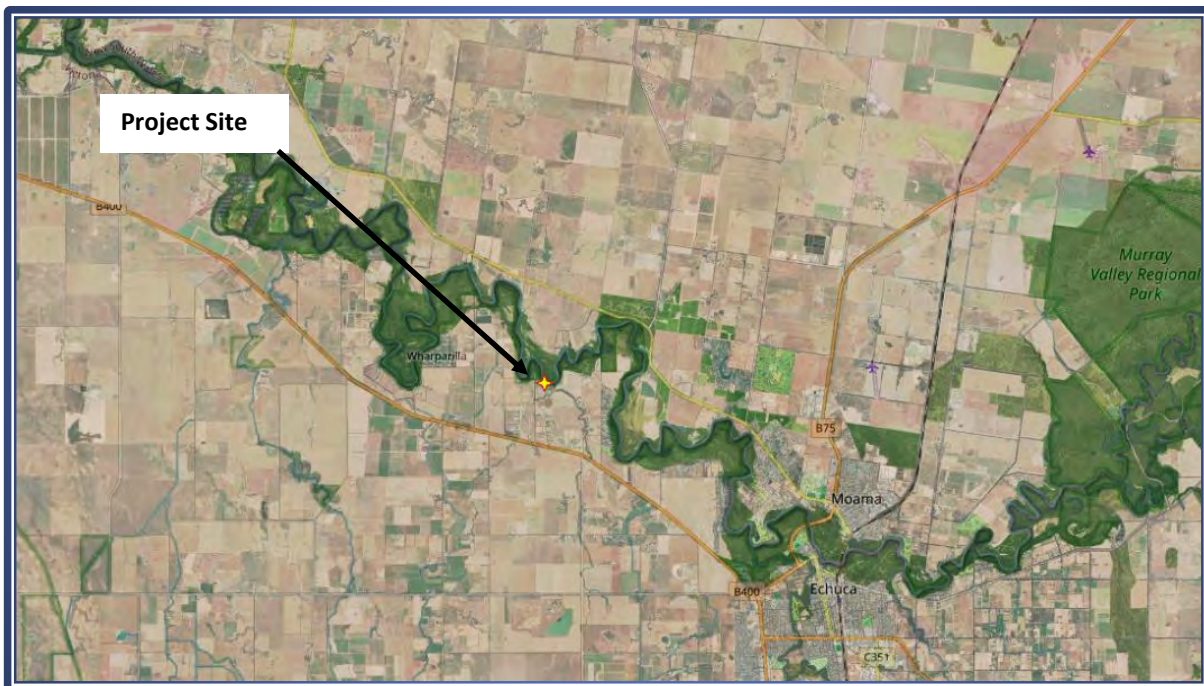 Project Site
B400
Wharparilla
Murray
Valley Regional
Park
B75
Moama
Echuca
B400
C351